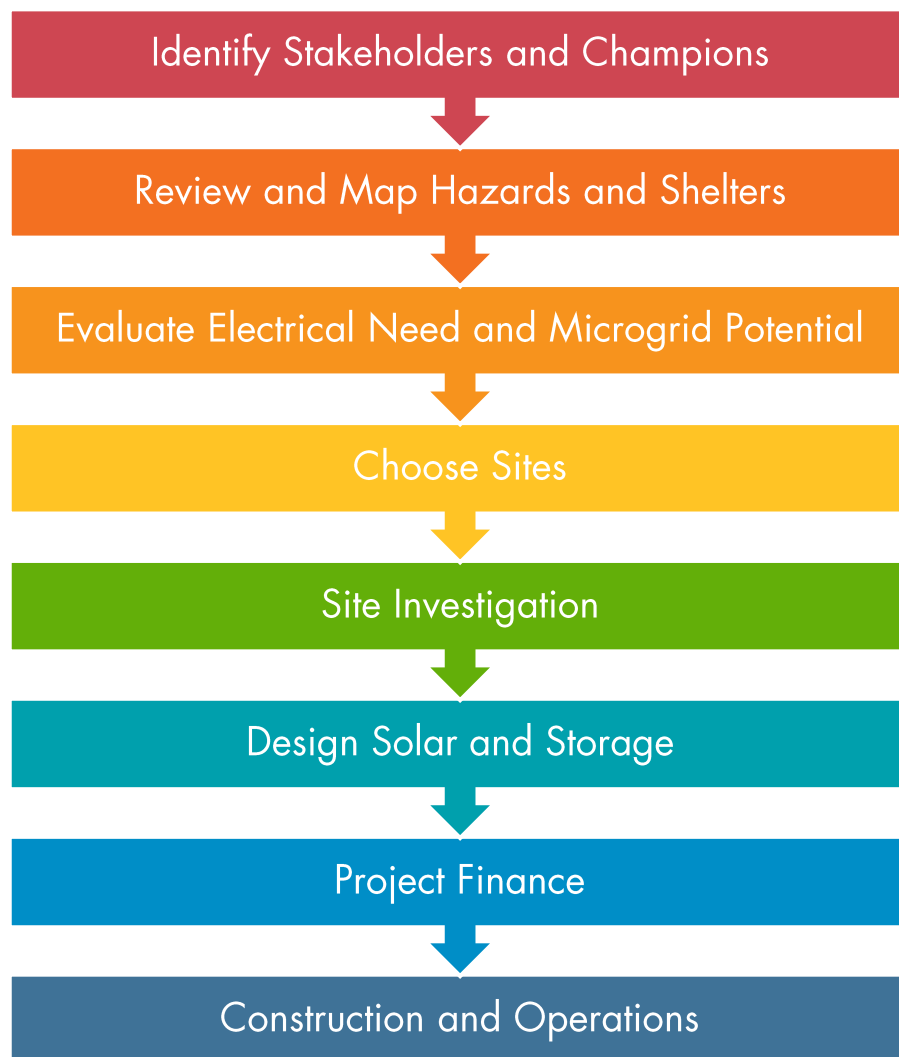 Identify Stakeholders and Champions
Review and Map Hazards and Shelters
Evaluate Electrical Need and Microgrid Potential
Choose Sites
Site Investigation
Design Solar and Storage
Project Finance
Construction and Operations